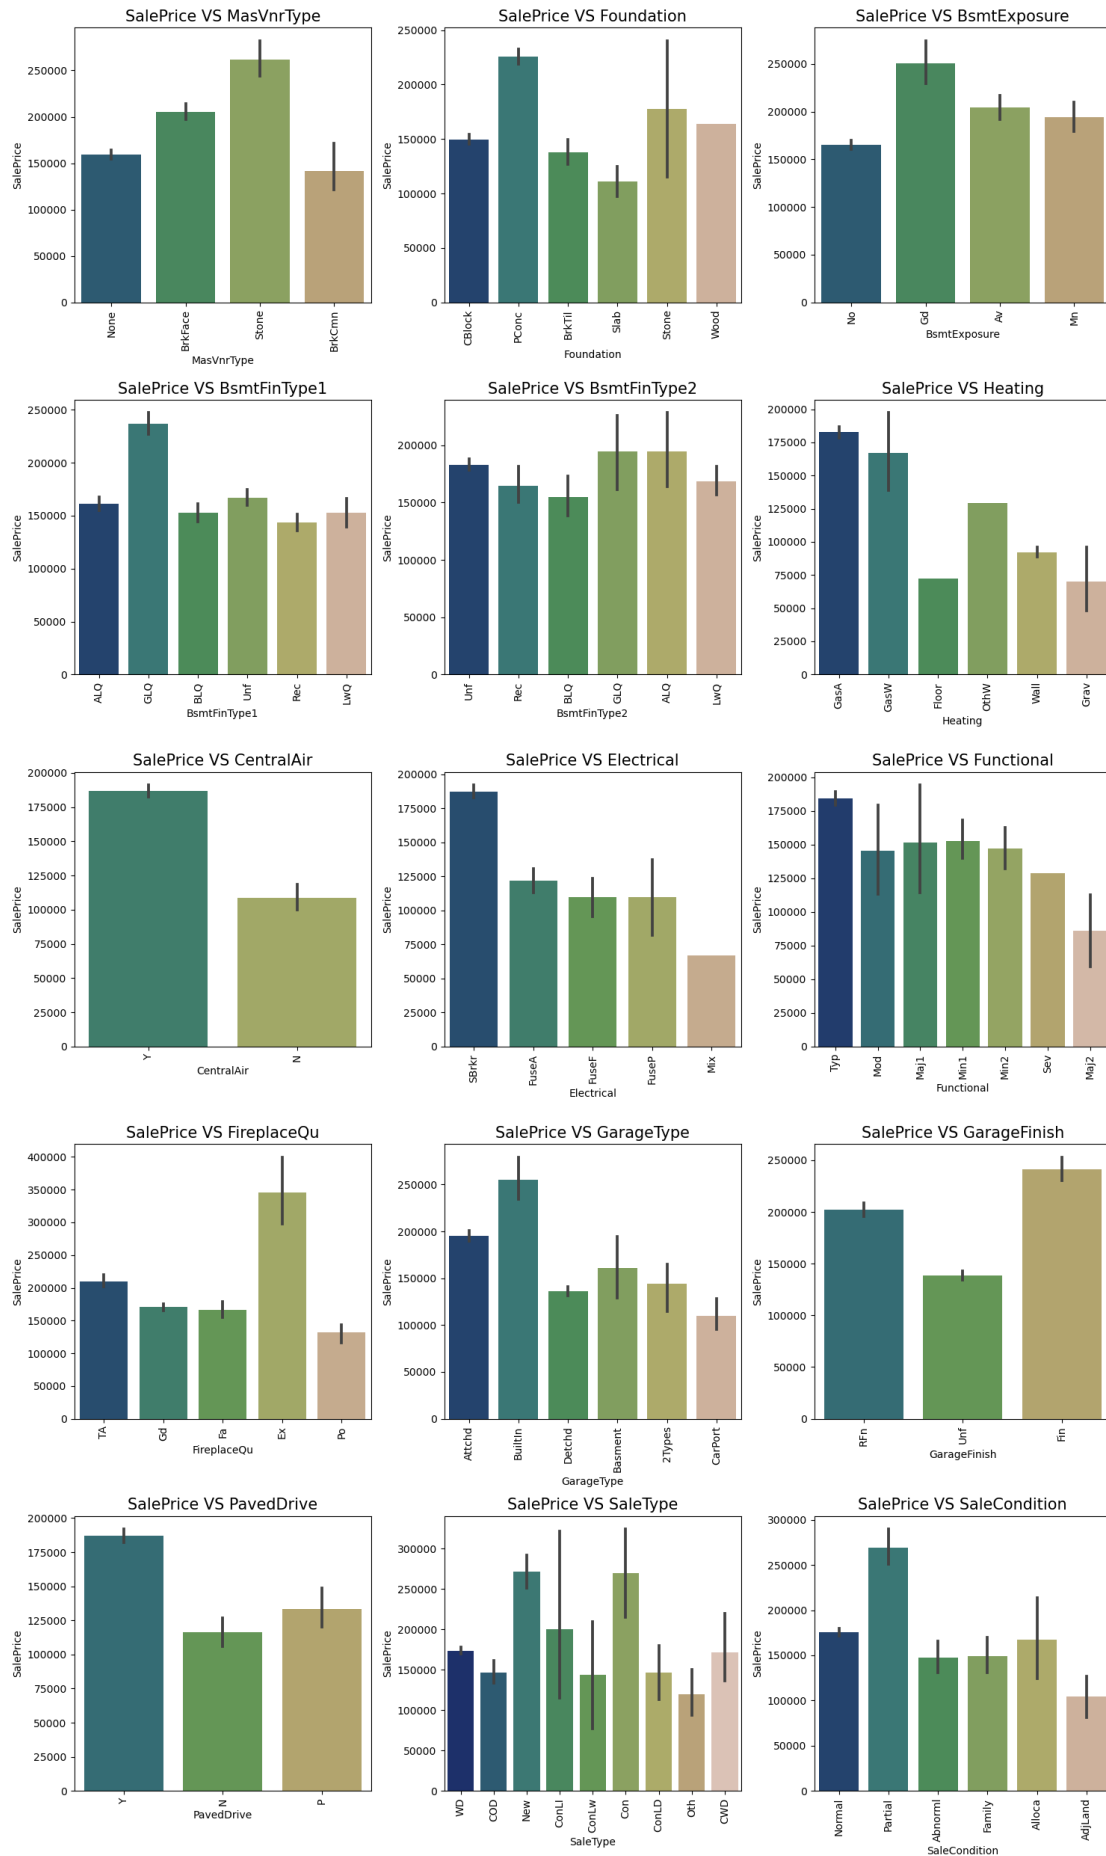 SalePrice VS MasVnrType
250000
200000
150000
100000
50000
0
SalePrice
None
BrkFace
Stone
BrkCmn
MasVnrType
SalePrice VS Foundation
250000
200000
150000
100000
50000
0
SalePrice
CBlock
PConc
BrkTil
Slab
Stone
Wood
Foundation
SalePrice VS BsmtExposure
250000
200000
150000
100000
50000
0
SalePrice
No
Gd
Av
Mn
BsmtExposure
SalePrice VS BsmtFinType1
250000
200000
150000
100000
50000
0
SalePrice
ALQ
GLQ
BLQ
Unf
Rec
LwQ
BsmtFinType1
SalePrice VS BsmtFinType2
200000
150000
100000
50000
0
SalePrice
Unf
Rec
BLQ
GLQ
ALQ
LwQ
BsmtFinType2
SalePrice VS Heating
200000
175000
150000
125000
100000
75000
50000
25000
0
SalePrice
GasA
GasW
Floor
OthW
Wall
Grav
Heating
SalePrice VS CentralAir
200000
175000
150000
125000
100000
75000
50000
25000
0
SalePrice
Y
N
CentralAir
SalePrice VS Electrical
200000
175000
150000
125000
100000
75000
50000
25000
0
SalePrice
SBrkr
FuseA
FuseF
FuseP
Mix
Electrical
SalePrice VS Functional
200000
175000
150000
125000
100000
75000
50000
25000
0
SalePrice
Typ
Mod
Maj1
Min1
Min2
Sev
Maj2
Functional
SalePrice VS FireplaceQu
400000
350000
300000
250000
200000
150000
100000
50000
0
SalePrice
TA
Gd
Fa
Ex
Po
FireplaceQu
SalePrice VS GarageType
250000
200000
150000
100000
50000
0
SalePrice
Attchd
BuiltIn
Detchd
Basment
2Types
CarPort
GarageType
SalePrice VS GarageFinish
250000
200000
150000
100000
50000
0
SalePrice
RFn
Unf
Fin
GarageFinish
SalePrice VS PavedDrive
200000
175000
150000
125000
100000
75000
50000
25000
0
SalePrice
Y
N
P
PavedDrive
SalePrice VS SaleType
300000
250000
200000
150000
100000
50000
0
SalePrice
WD
COD
New
ConLI
ConLw
Con
ConLD
Oth
CWD
SaleType
SalePrice VS SaleCondition
300000
250000
200000
150000
100000
50000
0
SalePrice
Normal
Partial
Abnorml
Family
Alloca
AdjLand
SaleCondition